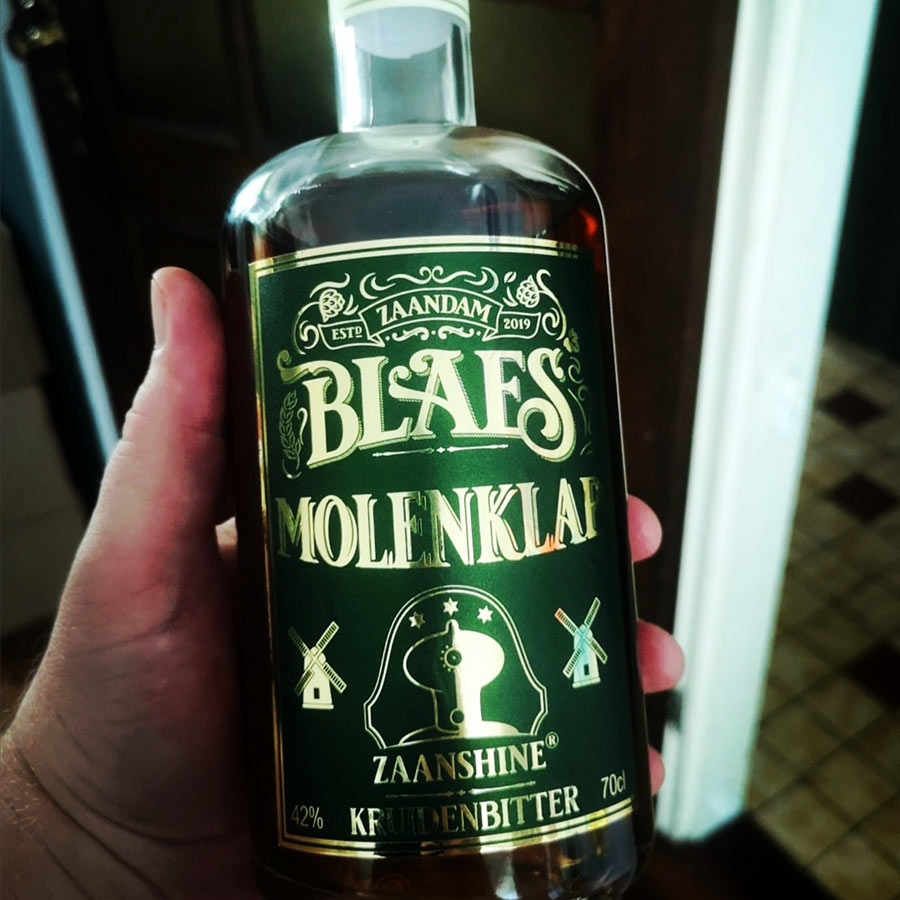 ZAANDAM
ESTD 2019
BLAES
MOLENKLAP
ZAANSHINE®
42% KRUIDENBITTER 70cl